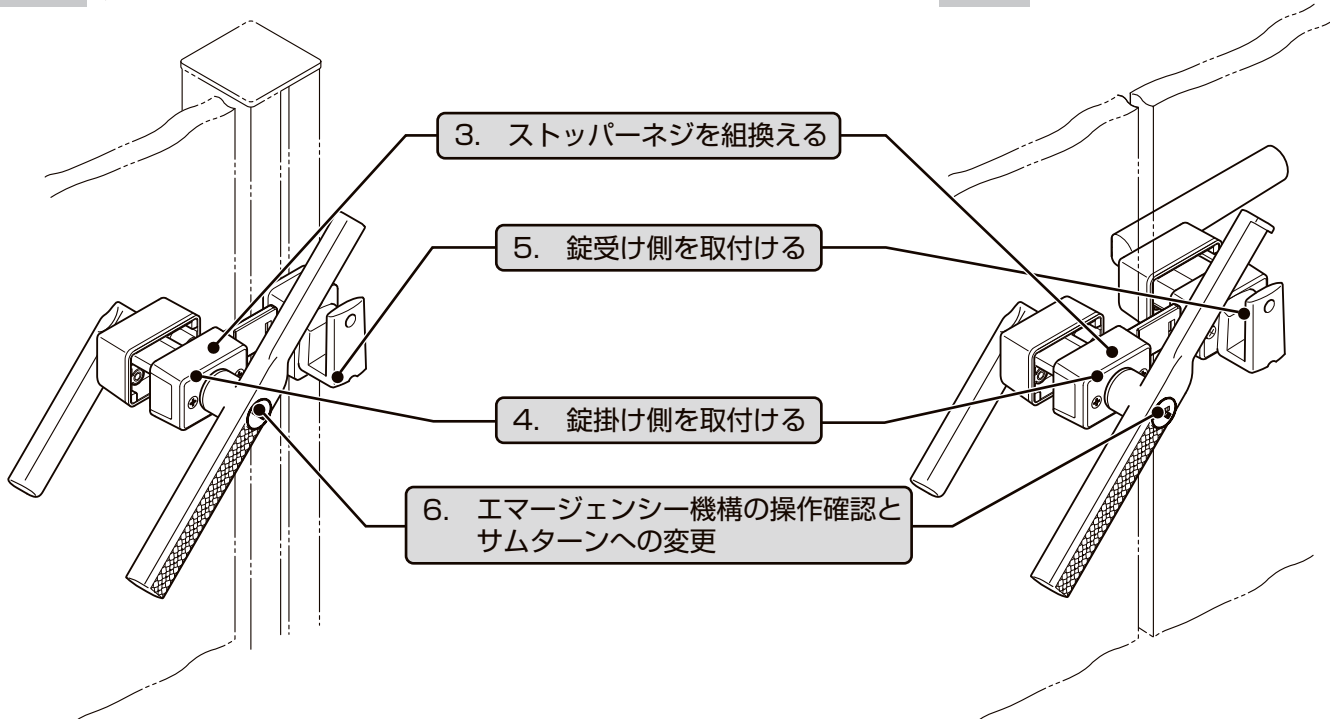 3. ストッパーネジを組換える
5. 錠受け側を取付ける
4. 錠掛け側を取付ける
6. エマージェンシー機構の操作確認と
サムターンへの変更